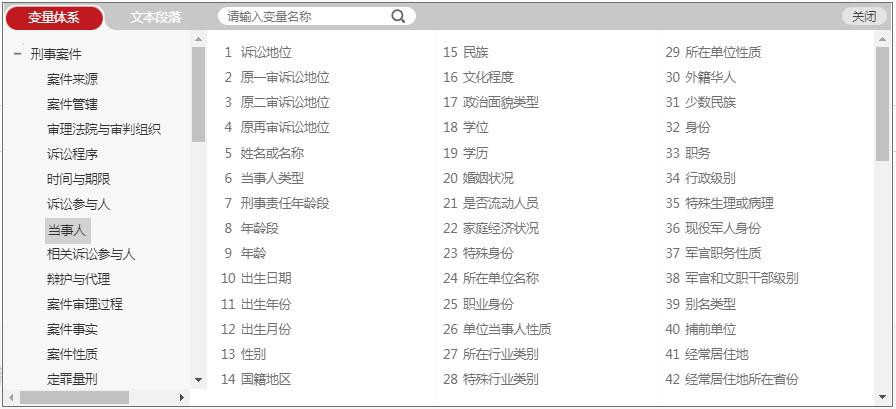 变量体系
文本段落
请输入变量名称
关闭
刑事案件
案件来源
案件管辖
审理法院与审判组织
诉讼程序
时间与期限
诉讼参与人
当事人
相关诉讼参与人
辩护与代理
案件审理过程
案件事实
案件性质
定罪量刑
1 诉讼地位
2 原一审诉讼地位
3 原二审诉讼地位
4 原再审诉讼地位
5 姓名或名称
6 当事人类型
7 刑事责任年龄段
8 年龄段
9 年龄
10 出生日期
11 出生年份
12 出生月份
13 性别
14 国籍地区
15 民族
16 文化程度
17 政治面貌类型
18 学位
19 学历
20 婚姻状况
21 是否流动人员
22 家庭经济状况
23 特殊身份
24 所在单位名称
25 职业身份
26 单位当事人性质
27 所在行业类别
28 特殊行业类别
29 所在单位性质
30 外籍华人
31 少数民族
32 身份
33 职务
34 行政级别
35 特殊生理或病理
36 现役军人身份
37 军官职务性质
38 军官和文职干部级别
39 别名类型
40 捕前单位
41 经常居住地
42 经常居住地所在省份